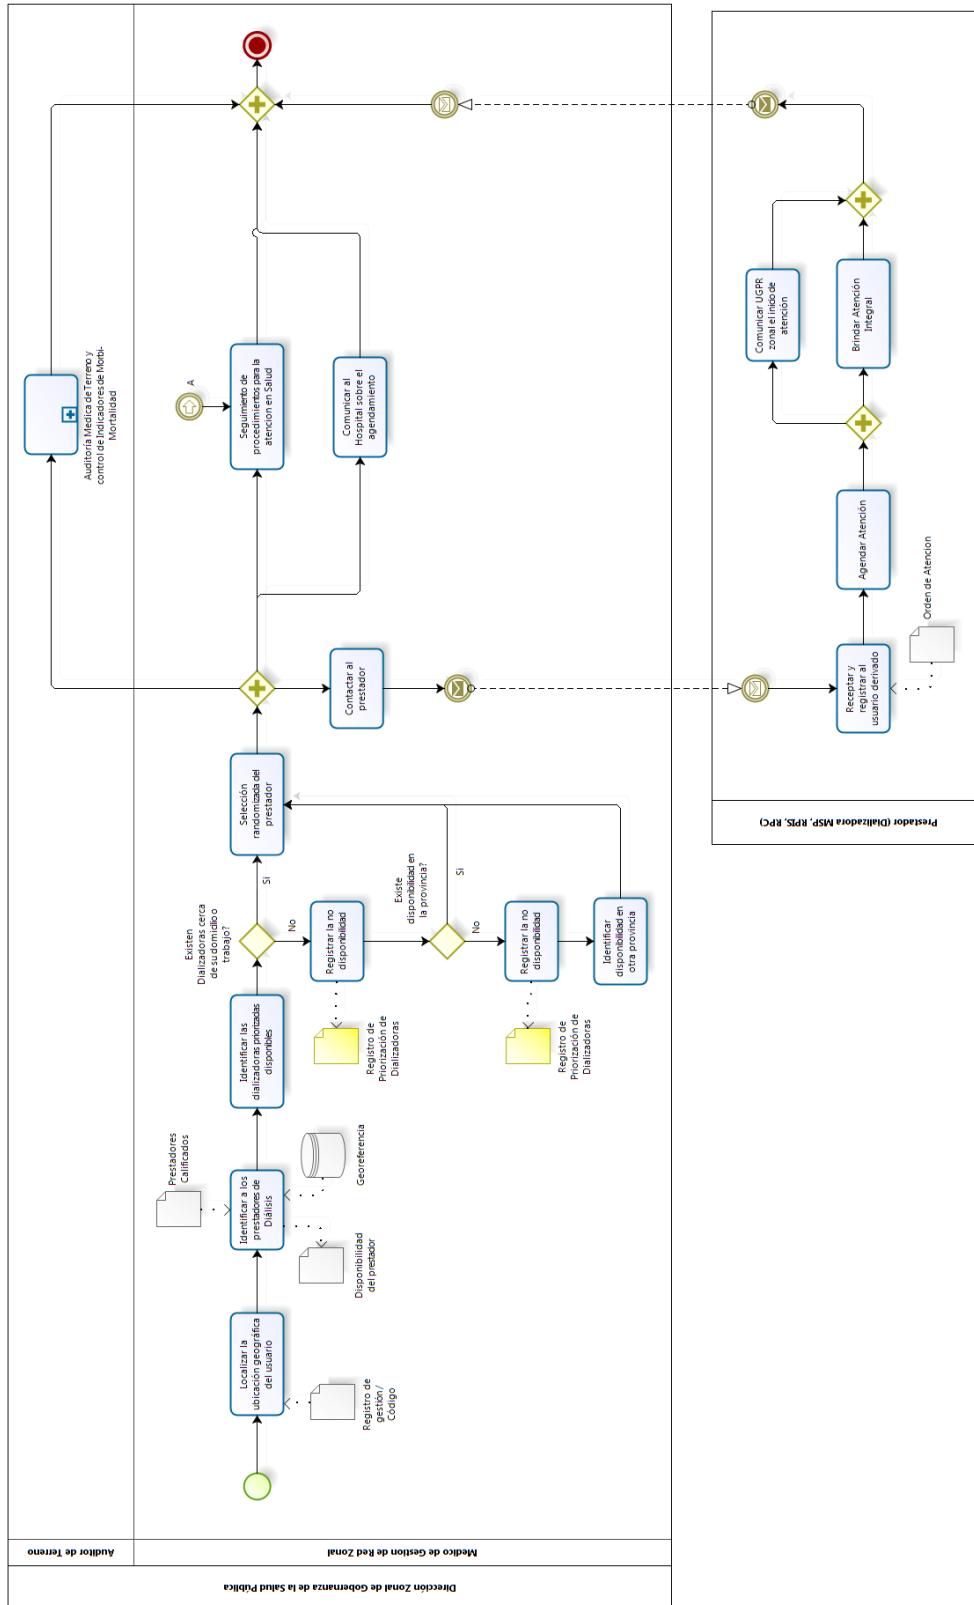 Dirección Zonal de Gobernanza de la Salud Pública
Auditor de Terreno
Medico de Gestion de Red Zonal
Localizar la
ubicación geográfica
del usuario
Registro de
gestión/
Código
Identificar a los
prestadores de
Diálisis
Prestadores
Calificados
Georeferencia
Disponibilidad
del prestador
Identificar las
dializadoras priorizadas
disponibles
Existen
Dializadoras cerca
de su domicilio o
trabajo?
Si
No
Registrar la no
disponibilidad
Registro de
Priorización de
Dializadoras
Existe
disponibilidad en
la provincia?
Si
No
Registrar la no
disponibilidad
Registro de
Priorización de
Dializadoras
Identificar
disponibilidad en
otra provincia
Selección
randomizada del
prestador
Contactar al
prestador
Auditoría Medica de Terreno y
control de Indicadores de Morbi-
Mortalidad
A
Seguimiento de
procedimientos para la
atencion en Salud
Comunicar al
Hospital sobre el
agendamiento
Prestador (Dializadora MSP, RPIS, RPC)
Receptar y
registrar al
usuario derivado
Orden de Atencion
Agendar Atención
Comunicar UGPR
zonal el inido de
atención
Brindar Atención
Integral